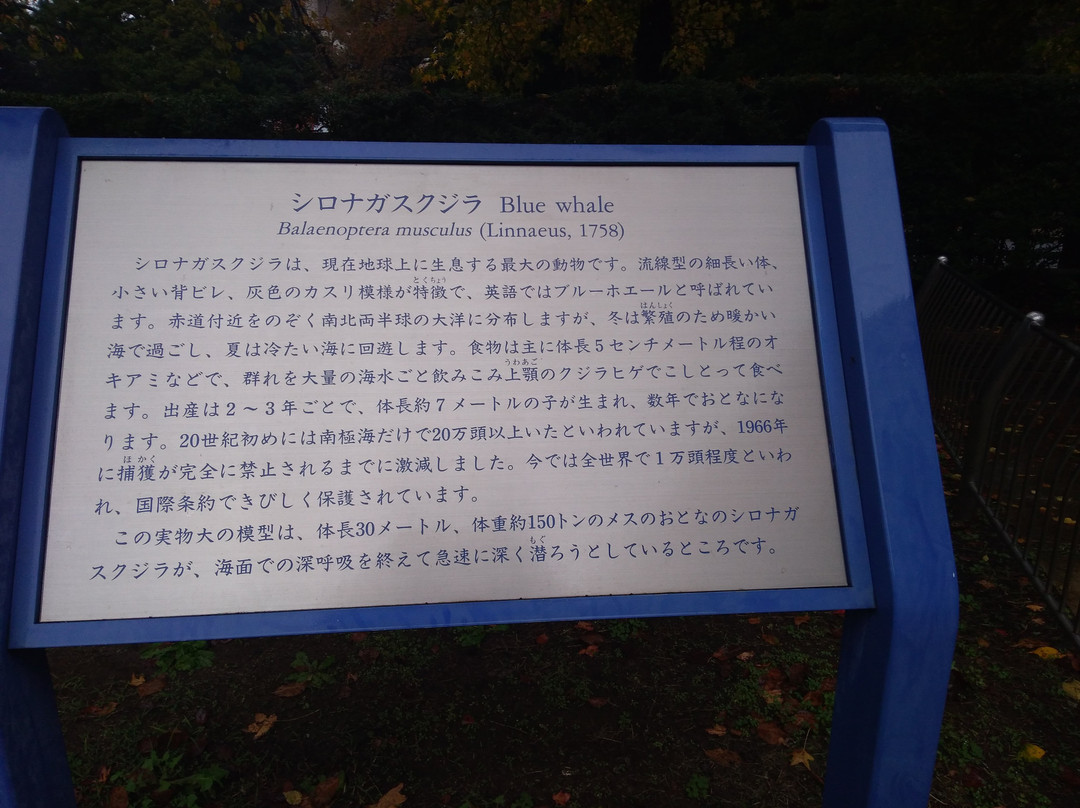 シロナガスクジラ Blue whale
Balaenoptera musculus (Linnaeus, 1758)
シロナガスクジラは、現在地球上に生息する最大の動物です。流線型の細長い体、
小さい背ビレ、灰色のカスリ模様が特徴で、英語ではブルーホエールと呼ばれてい
ます。赤道付近をのぞく南北両半球の大洋に分布しますが、冬は繁殖のため暖かい
海で過ごし、夏は冷たい海に回遊します。食物は主に体長5センチメートル程のオ
キアミなどで、群れを大量の海水ごと飲みこみ上顎のクジラヒゲでこしとって食べ
ます。出産は2~3年ごとで、体長約7メートルの子が生まれ、数年でおとなにな
ります。20世紀初めには南極海だけで20万頭以上いたといわれていますが、1966年
に捕獲が完全に禁止されるまでに激減しました。今では全世界で1万頭程度といわ
れ、国際条約できびしく保護されています。
この実物大の模型は、体長30メートル、体重約150トンのメスのおとなのシロナガ
スクジラが、海面での深呼吸を終えて急速に深く潜ろうとしているところです。